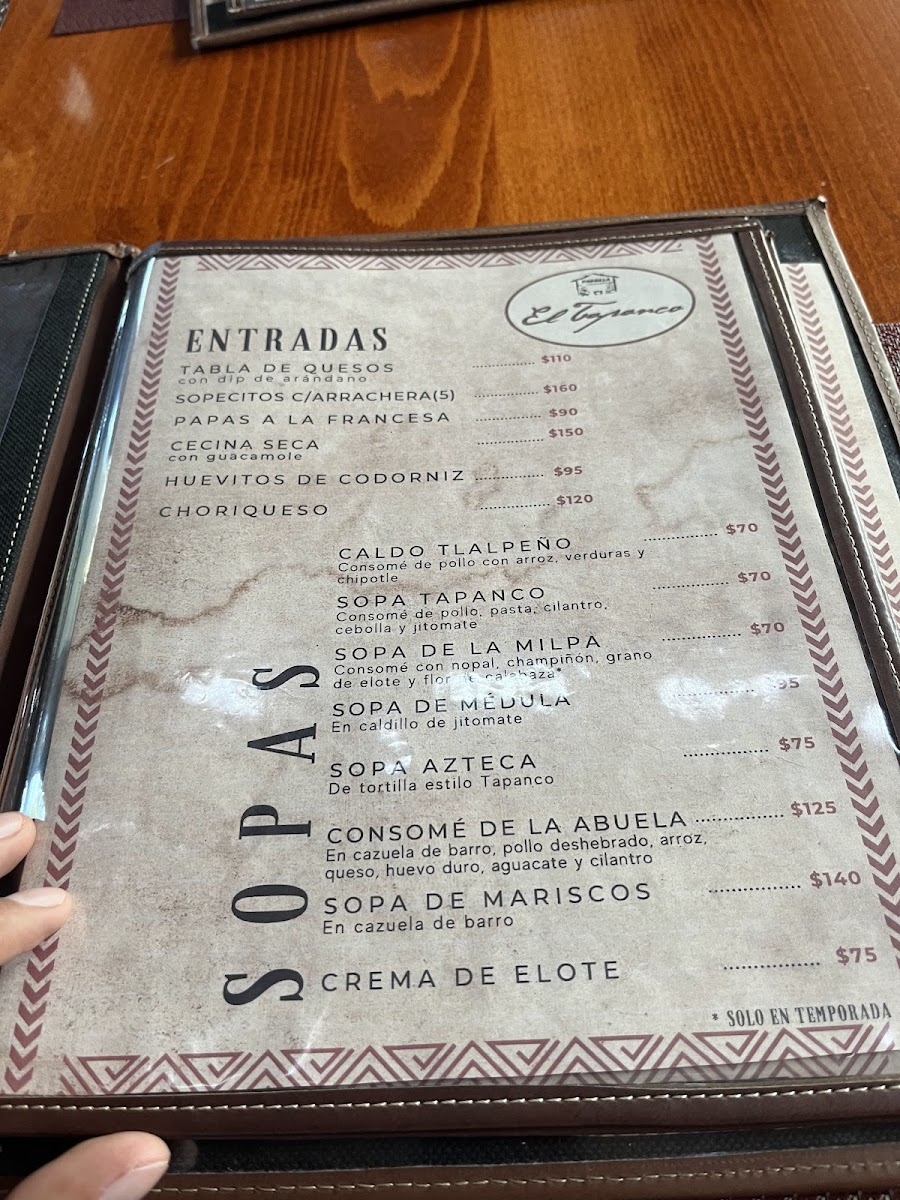 PARRILLA
El Tapanco
ENTRADAS
TABLA DE QUESOS ............... $110
con dip de arándano
SOPECITOS C/ARRACHERA(5) ............... $160
PAPAS A LA FRANCESA ............... $90
CECINA SECA ............... $150
con guacamole
HUEVITOS DE CODORNIZ ............... $95
CHORIQUESO ............... $120
SOPAS
CALDO TLALPEÑO ............... $70
Consomé de pollo con arroz, verduras y
chipotle
SOPA TAPANCO ............... $70
Consomé de pollo, pasta, cilantro,
cebolla y jitomate
SOPA DE LA MILPA ............... $70
Consomé con nopal, champiñón, grano
de elote y flor de calabaza*
SOPA DE MÉDULA ............... 95
En caldillo de jitomate
SOPA AZTECA ............... $75
De tortilla estilo Tapanco
CONSOMÉ DE LA ABUELA ............... $125
En cazuela de barro, pollo deshebrado, arroz,
queso, huevo duro, aguacate y cilantro
SOPA DE MARISCOS ............... $140
En cazuela de barro
CREMA DE ELOTE ............... $75
* SOLO EN TEMPORADA